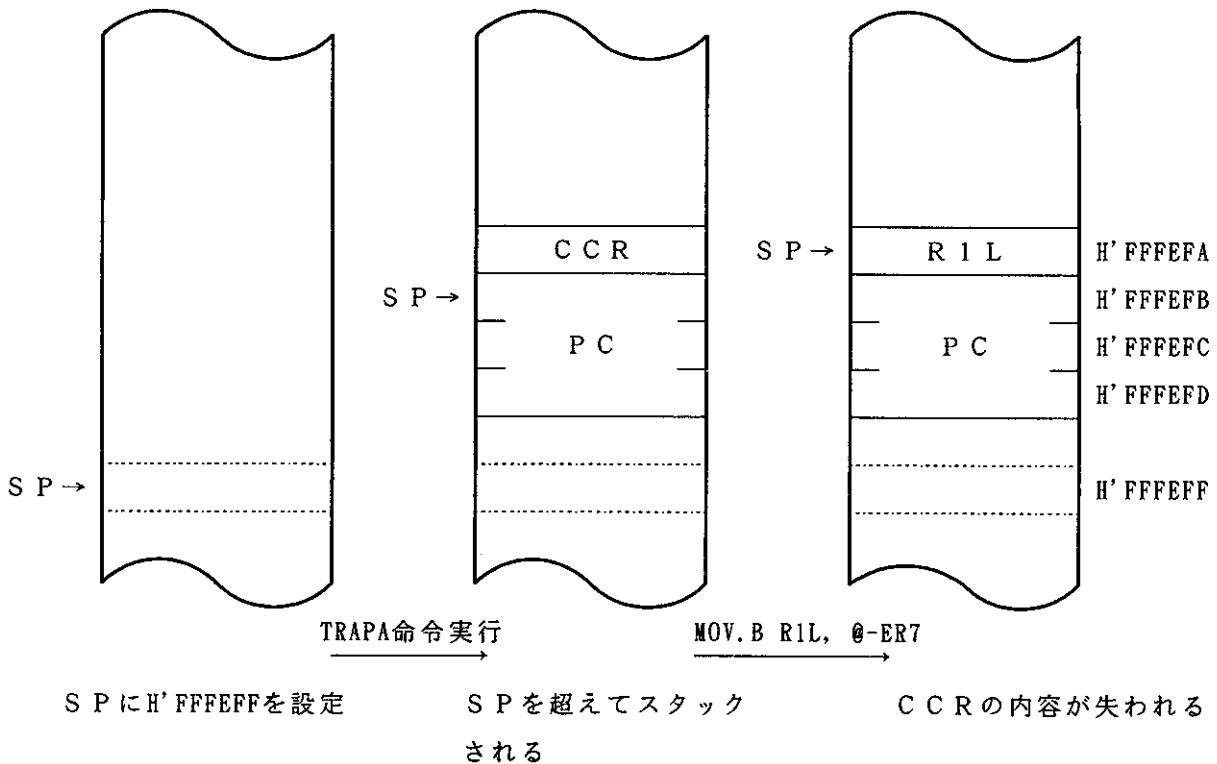 CCR
SP→
R1L
H'FFFEFA
SP→
H'FFFEFB
PC
PC
H'FFFEFC
H'FFFEFD
SP→
H'FFFEFF
TRAPA命令実行
MOV.B R1L, @-ER7
SPにH'FFFEFFを設定
SPを超えてスタック
される
CCRの内容が失われる